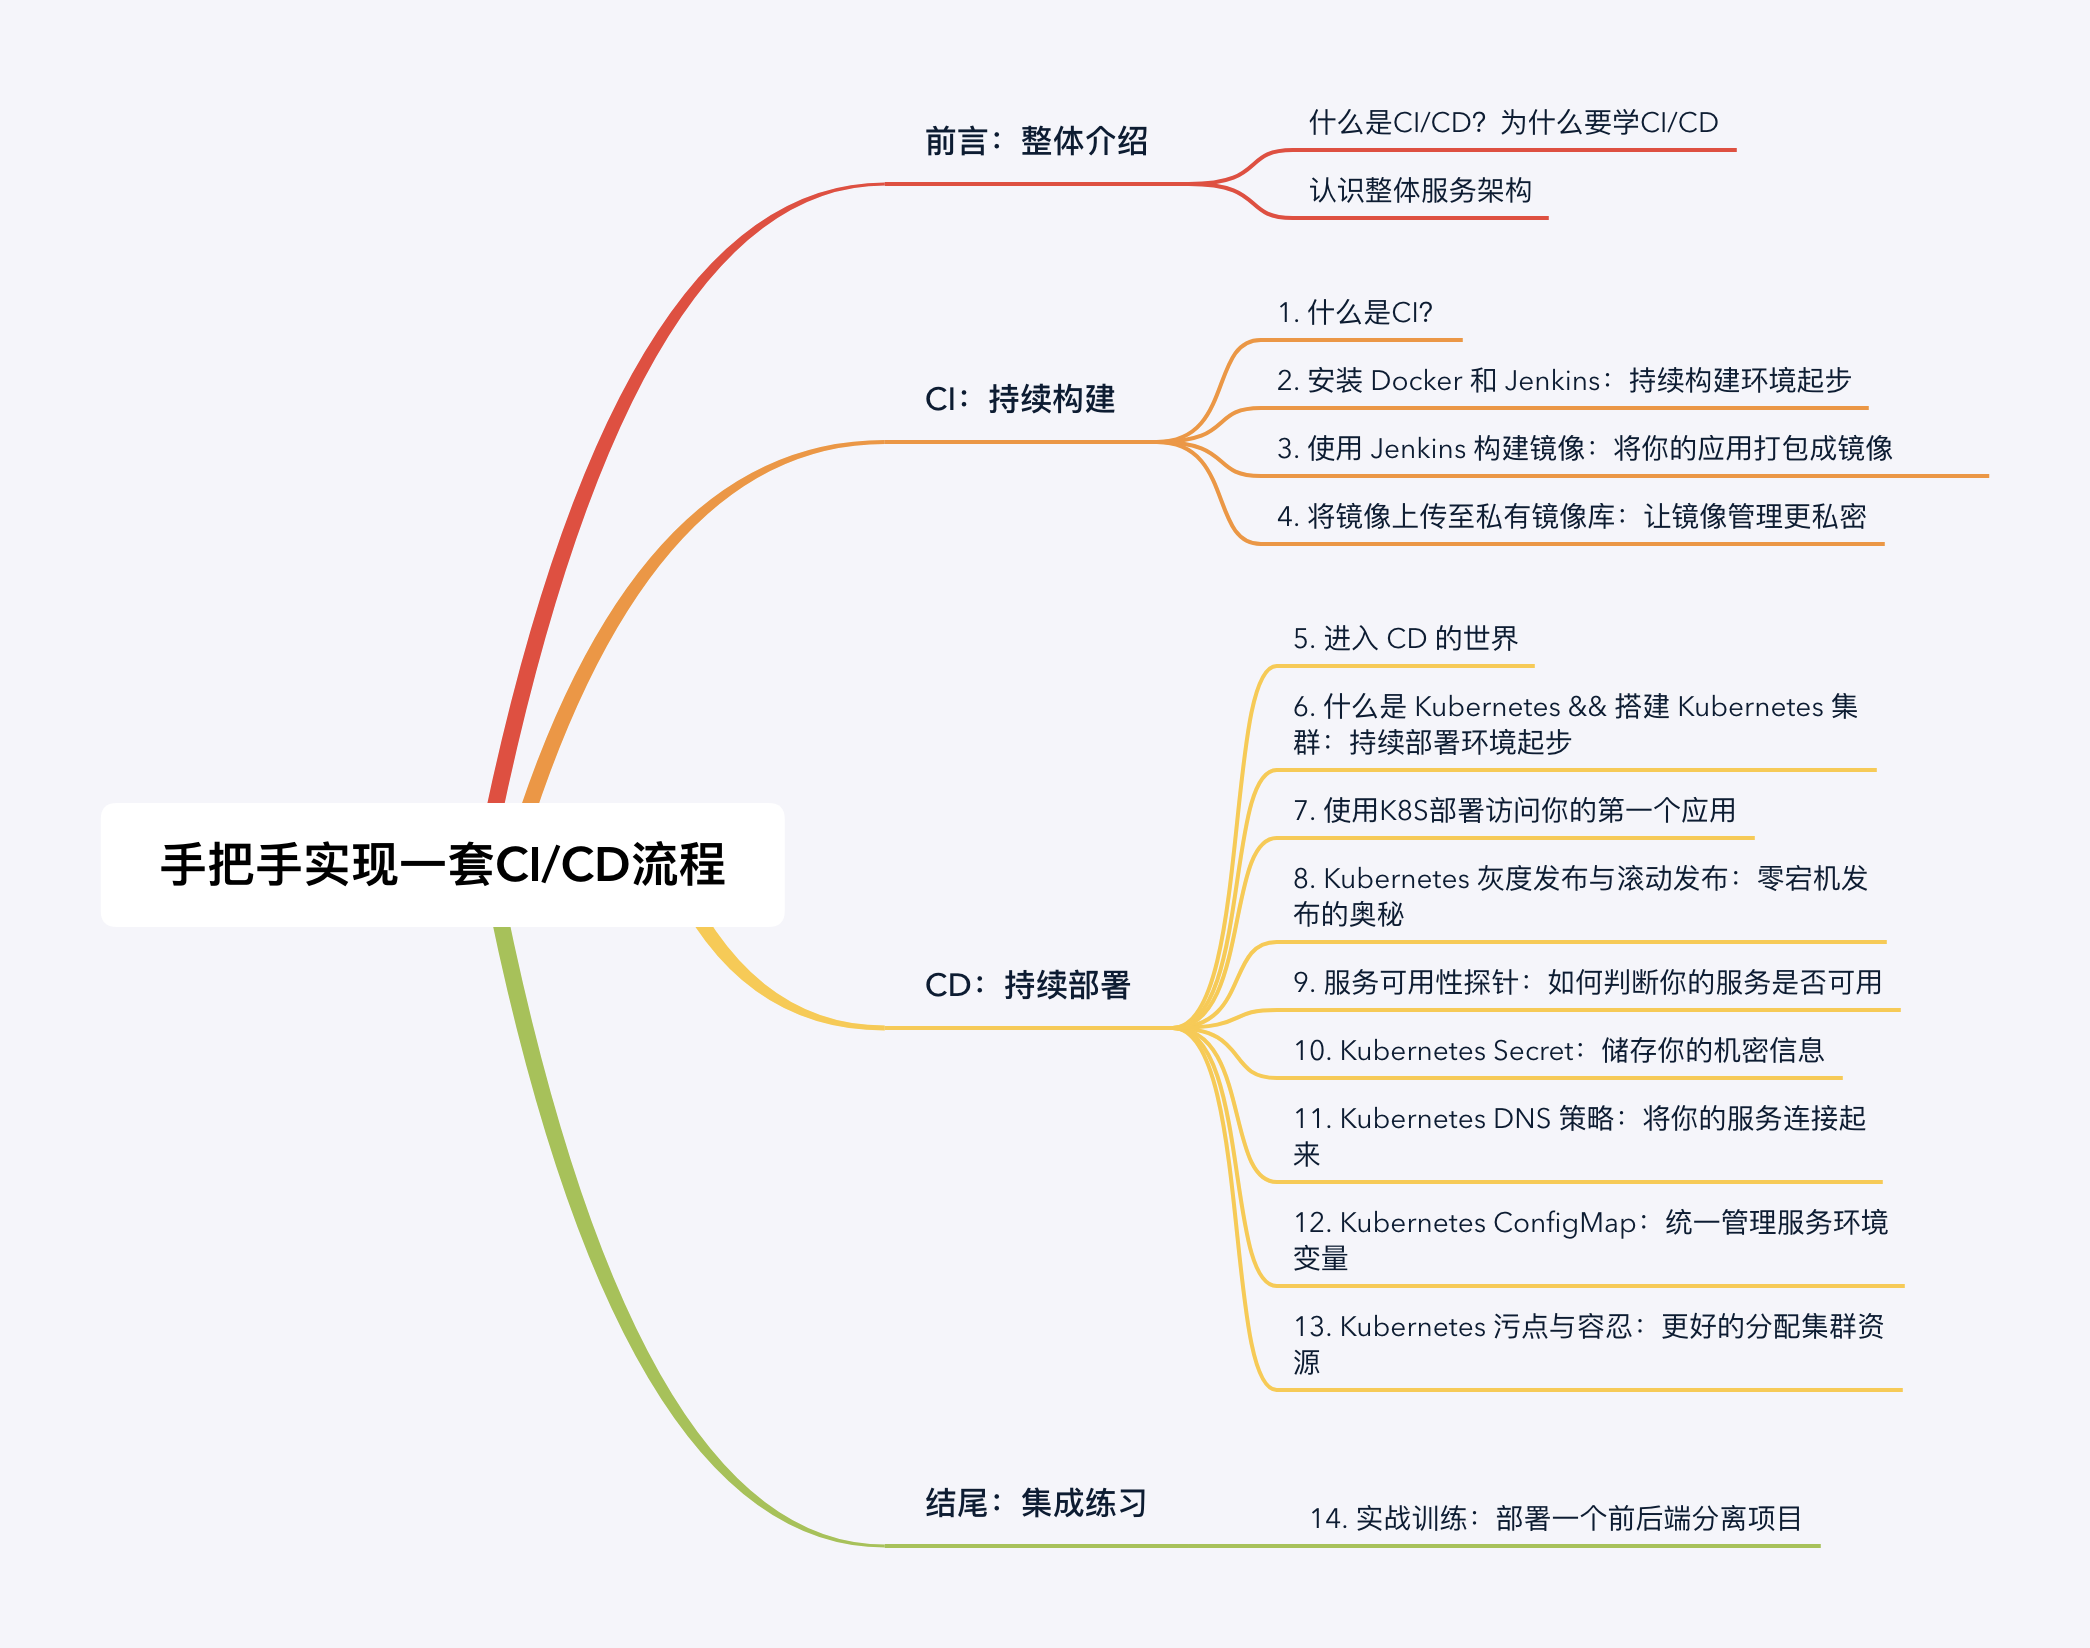 手把手实现一套CI/CD流程
前言：整体介绍
什么是CI/CD？为什么要学CI/CD
认识整体服务架构
CI：持续构建
1. 什么是CI？
2. 安装 Docker 和 Jenkins：持续构建环境起步
3. 使用 Jenkins 构建镜像：将你的应用打包成镜像
4. 将镜像上传至私有镜像库：让镜像管理更私密
CD：持续部署
5. 进入 CD 的世界
6. 什么是 Kubernetes && 搭建 Kubernetes 集
群：持续部署环境起步
7. 使用K8S部署访问你的第一个应用
8. Kubernetes 灰度发布与滚动发布：零宕机发
布的奥秘
9. 服务可用性探针：如何判断你的服务是否可用
10. Kubernetes Secret：储存你的机密信息
11. Kubernetes DNS 策略：将你的服务连接起
来
12. Kubernetes ConfigMap：统一管理服务环境
变量
13. Kubernetes 污点与容忍：更好的分配集群资
源
结尾：集成练习
14. 实战训练：部署一个前后端分离项目